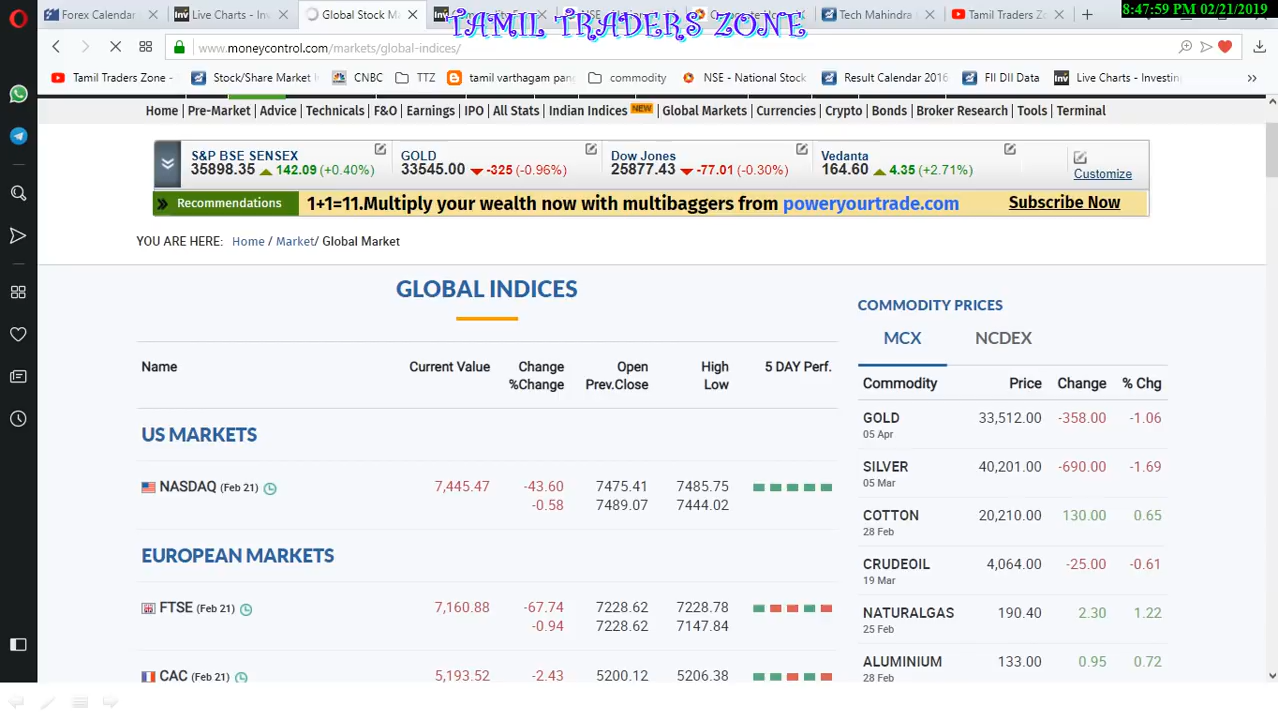 Forex Calendar
Live Charts - Inv
Global Stock M
TAMIL TRADERS ZONE
Tech Mahindra
Tamil Traders Z
8:47:59 PM 02/21/2019
www.moneycontrol.com/markets/global-indices/
Tamil Traders Zone -
Stock/Share Market
CNBC
TTZ
tamil varthagam pan
commodity
NSE - National Stock
Result Calendar 2016
FII DII Data
Live Charts - Investin
Home | Pre-Market | Advice | Technicals | F&O | Earnings | IPO | All Stats | Indian Indices NEW | Global Markets | Currencies | Crypto | Bonds | Broker Research | Tools | Terminal
S&P BSE SENSEX
35898.35 142.09 (+0.40%)
GOLD
33545.00 -325 (-0.96%)
Dow Jones
25877.43 -77.01 (-0.30%)
Vedanta
164.60 4.35 (+2.71%)
Customize
Recommendations 1+1=11.Multiply your wealth now with multibaggers from poweryourtrade.com Subscribe Now
YOU ARE HERE: Home / Market/ Global Market
GLOBAL INDICES
Name Current Value Change Open High 5 DAY Perf.
%Change Prev.Close Low
US MARKETS
NASDAQ (Feb 21) 7,445.47 -43.60 7475.41 7485.75
-0.58 7489.07 7444.02
EUROPEAN MARKETS
FTSE (Feb 21) 7,160.88 -67.74 7228.62 7228.78
-0.94 7228.62 7147.84
CAC (Feb 21) 5,193.52 -2.43 5200.12 5206.38
COMMODITY PRICES
MCX NCDEX
Commodity Price Change % Chg
GOLD 33,512.00 -358.00 -1.06
05 Apr
SILVER 40,201.00 -690.00 -1.69
05 Mar
COTTON 20,210.00 130.00 0.65
28 Feb
CRUDEOIL 4,064.00 -25.00 -0.61
19 Mar
NATURALGAS 190.40 2.30 1.22
25 Feb
ALUMINIUM 133.00 0.95 0.72
28 Feb